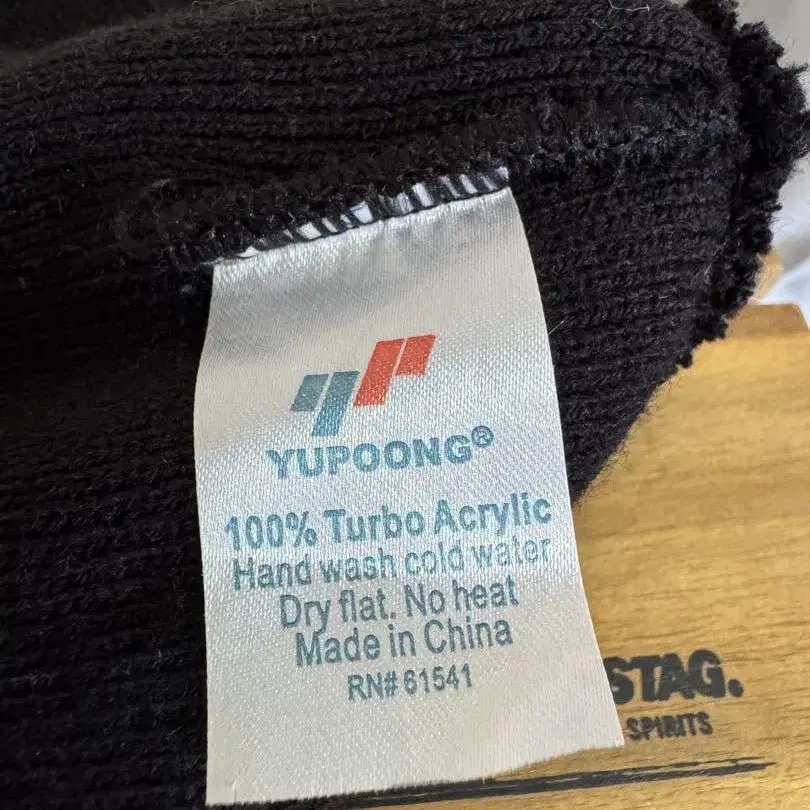 YUPOONG®
100% Turbo Acrylic
Hand wash cold water
Dry flat. No heat
Made in China
RN# 61541
STAG.
SPIRITS